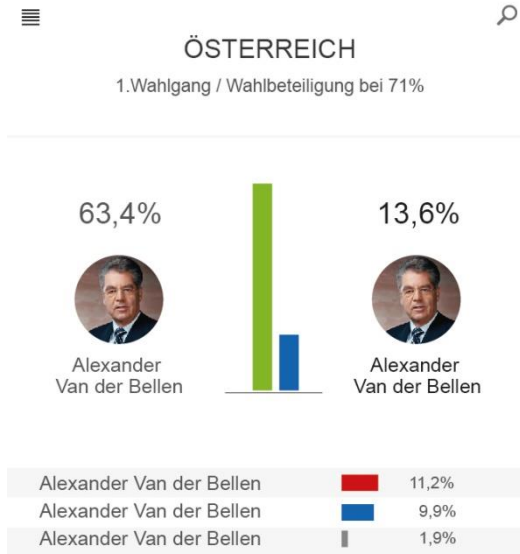 ÖSTERREICH
1.Wahlgang / Wahlbeteiligung bei 71%
63,4%
13,6%
Alexander
Van der Bellen
Alexander
Van der Bellen
Alexander Van der Bellen 11,2%
Alexander Van der Bellen 9,9%
Alexander Van der Bellen 1,9%